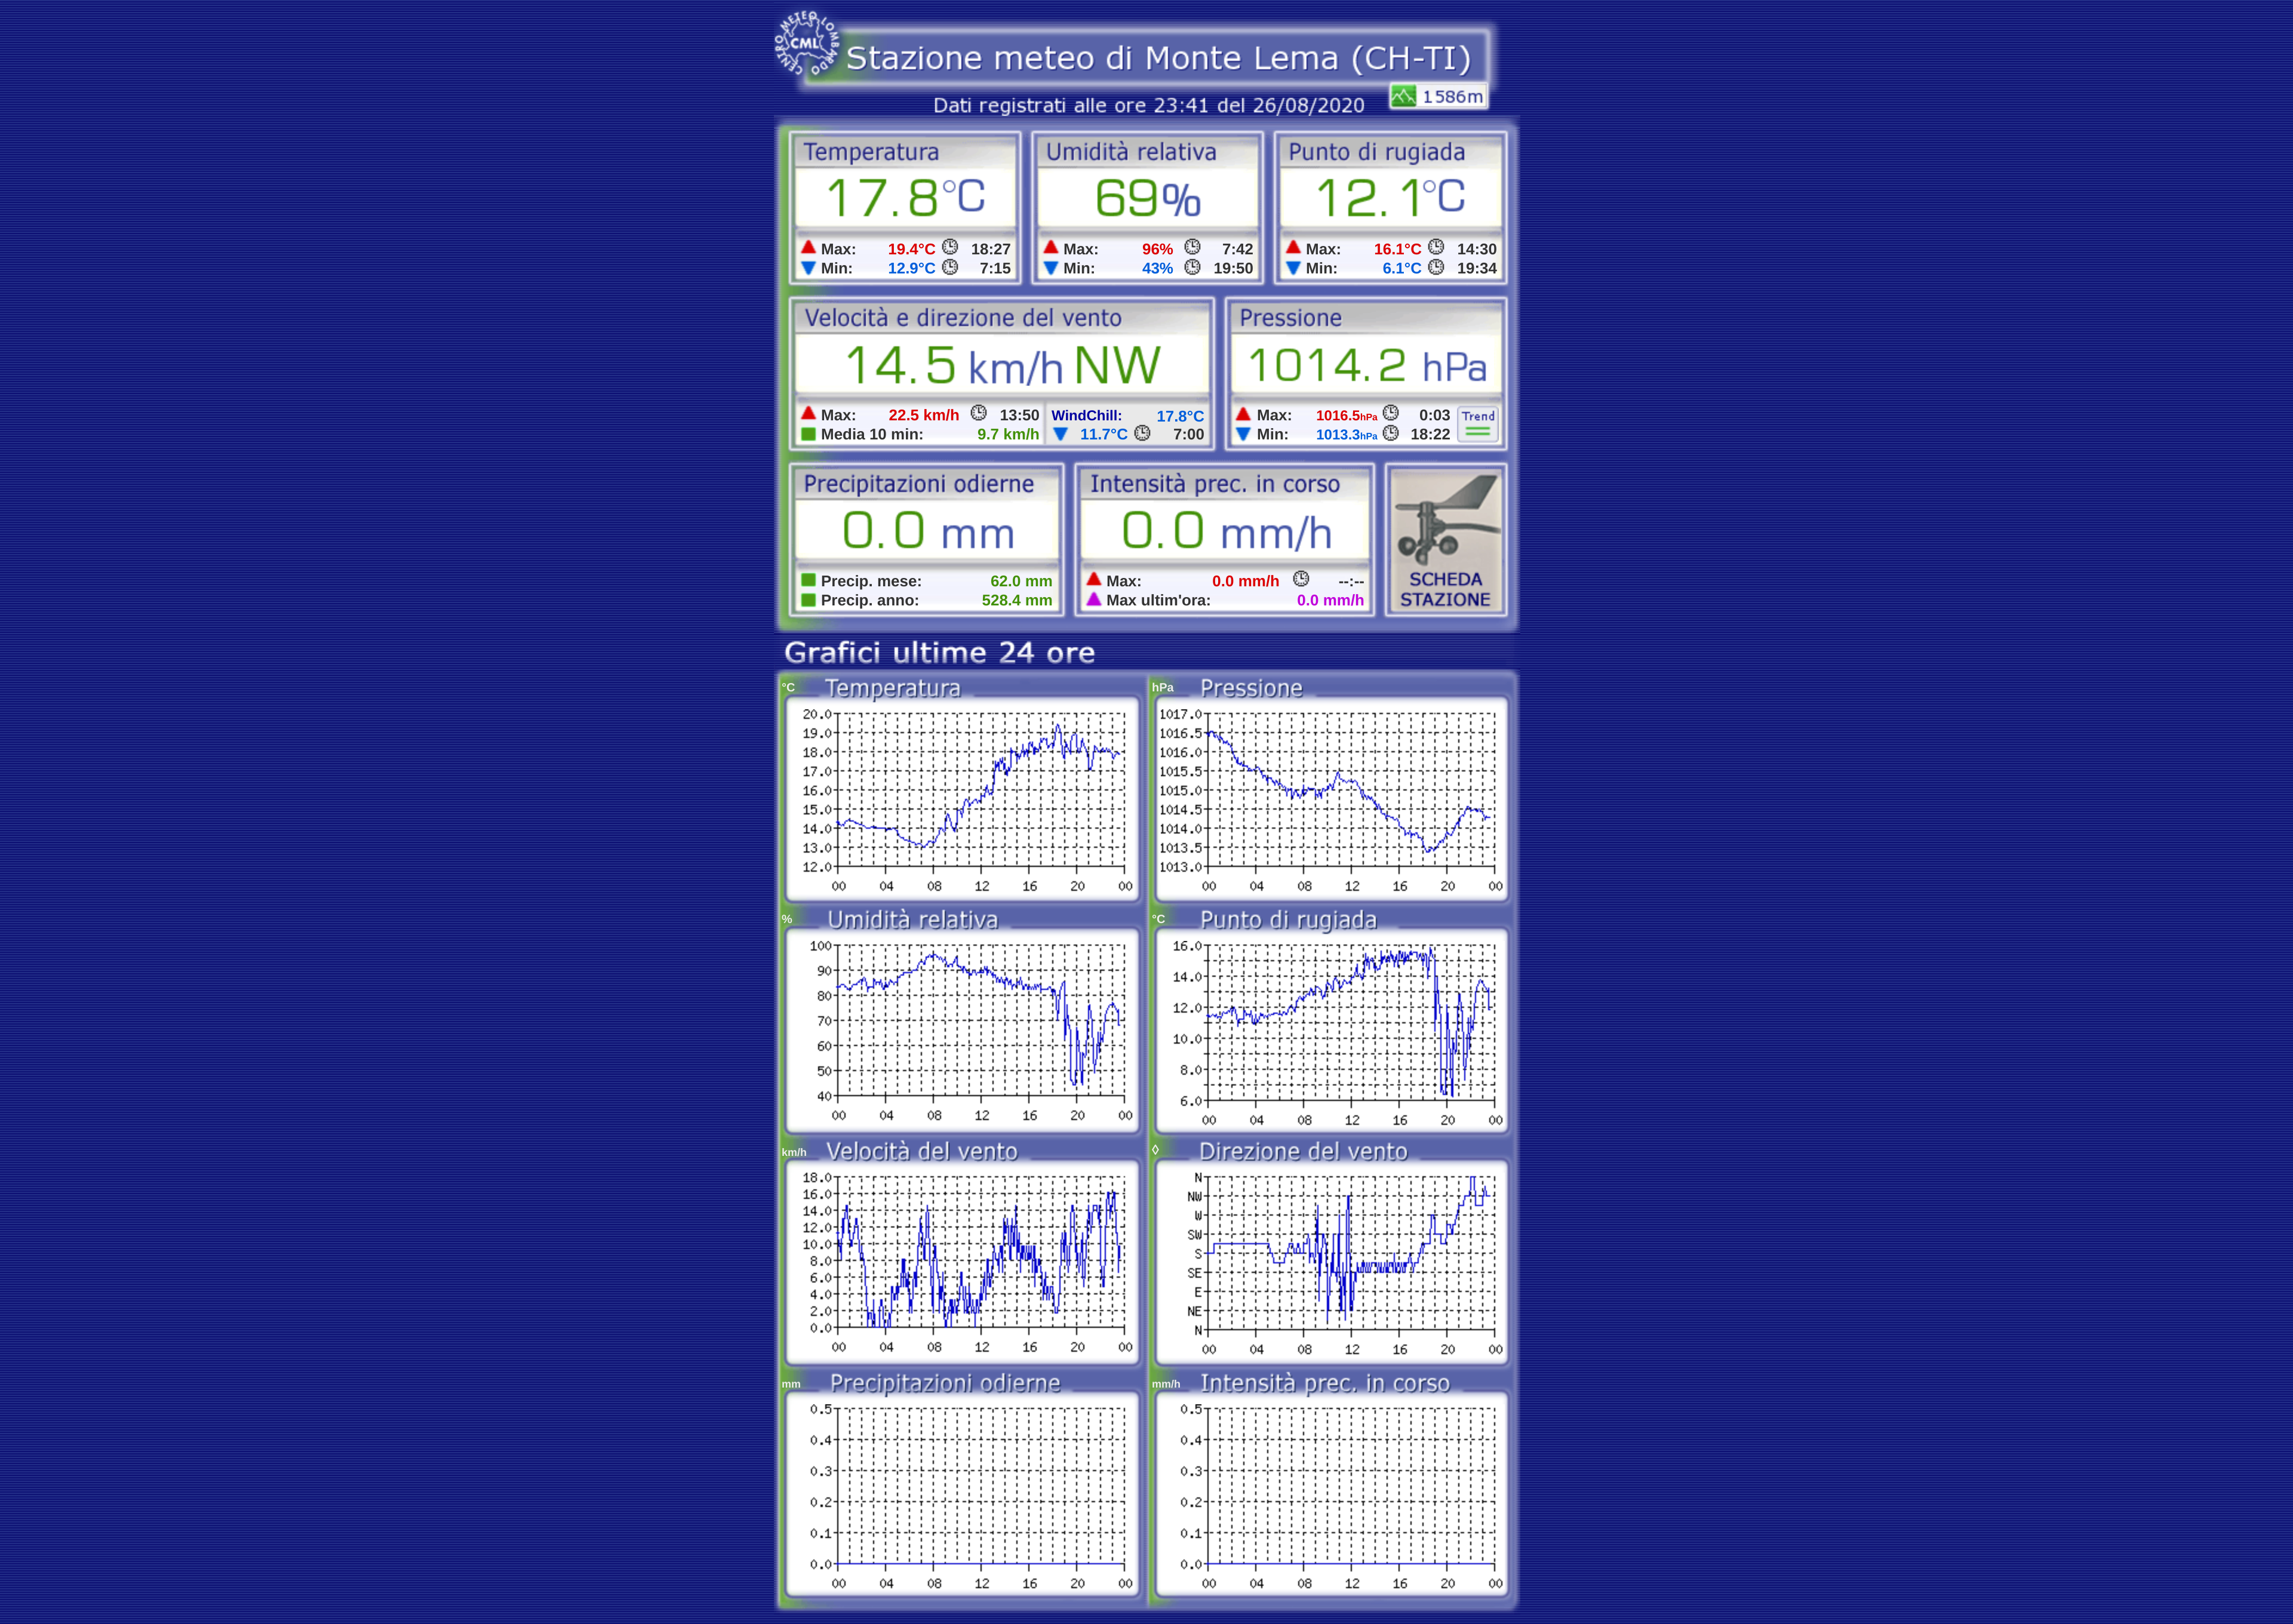 CENTRO METEO LOMBARDO
CML
Stazione meteo di Monte Lema (CH-TI)
Dati registrati alle ore 23:41 del 26/08/2020
1586m
Temperatura
17.8°C
Max: 19.4°C 18:27
Min: 12.9°C 7:15
Umidità relativa
69%
Max: 96% 7:42
Min: 43% 19:50
Punto di rugiada
12.1°C
Max: 16.1°C 14:30
Min: 6.1°C 19:34
Velocità e direzione del vento
14.5 km/h NW
Max: 22.5 km/h 13:50
Media 10 min: 9.7 km/h
WindChill: 17.8°C
11.7°C 7:00
Pressione
1014.2 hPa
Max: 1016.5hPa 0:03
Min: 1013.3hPa 18:22
Trend
Precipitazioni odierne
0.0 mm
Precip. mese: 62.0 mm
Precip. anno: 528.4 mm
Intensità prec. in corso
0.0 mm/h
Max: 0.0 mm/h --:--
Max ultim'ora: 0.0 mm/h
SCHEDA
STAZIONE
Grafici ultime 24 ore
°C Temperatura
20.0
19.0
18.0
17.0
16.0
15.0
14.0
13.0
12.0
00 04 08 12 16 20 00
hPa Pressione
1017.0
1016.5
1016.0
1015.5
1015.0
1014.5
1014.0
1013.5
1013.0
00 04 08 12 16 20 00
% Umidità relativa
100
90
80
70
60
50
40
00 04 08 12 16 20 00
°C Punto di rugiada
16.0
14.0
12.0
10.0
8.0
6.0
00 04 08 12 16 20 00
km/h Velocità del vento
18.0
16.0
14.0
12.0
10.0
8.0
6.0
4.0
2.0
0.0
00 04 08 12 16 20 00
◊ Direzione del vento
N
NW
W
SW
S
SE
E
NE
N
00 04 08 12 16 20 00
mm Precipitazioni odierne
0.5
0.4
0.3
0.2
0.1
0.0
00 04 08 12 16 20 00
mm/h Intensità prec. in corso
0.5
0.4
0.3
0.2
0.1
0.0
00 04 08 12 16 20 00